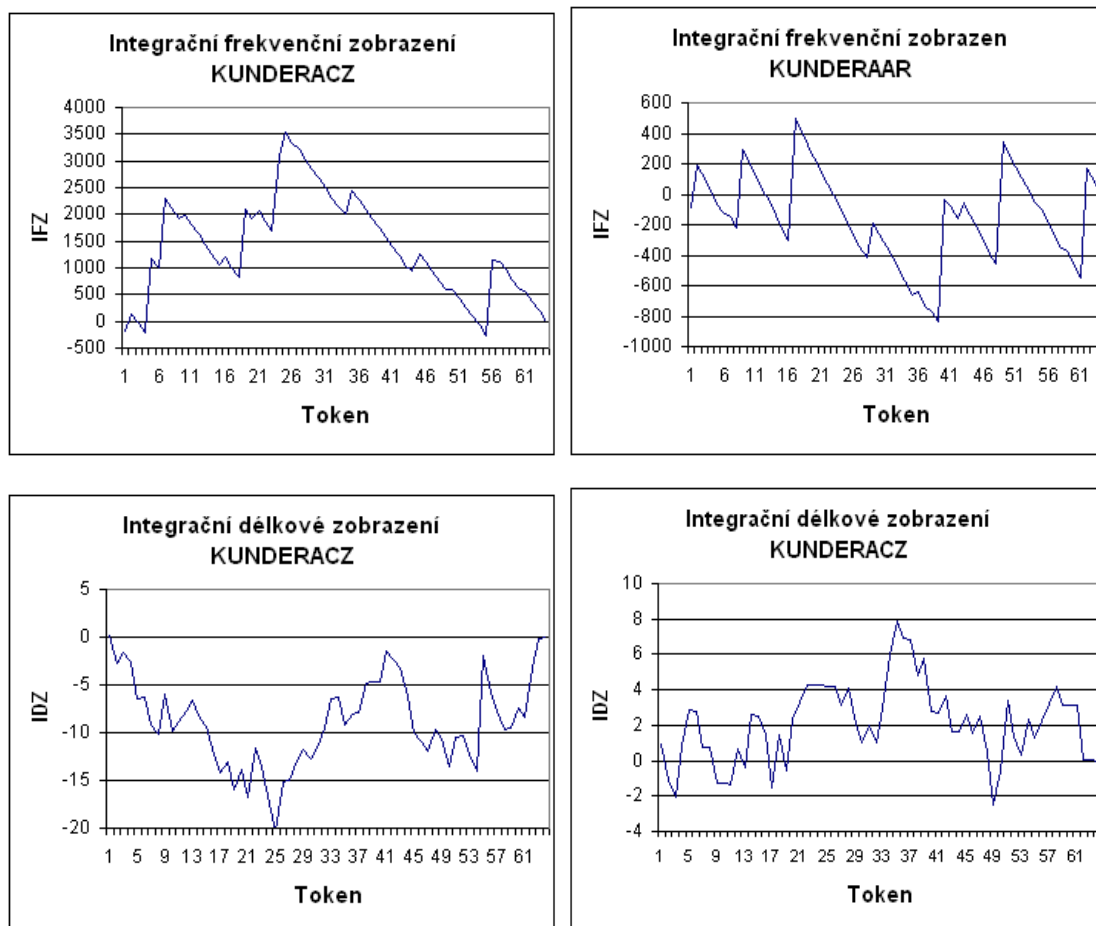 Integrační frekvenční zobrazení
KUNDERACZ
IFZ
4000
3500
3000
2500
2000
1500
1000
500
0
-500
1 6 11 16 21 26 31 36 41 46 51 56 61
Token
Integrační frekvenční zobrazen
KUNDERAAR
IFZ
600
400
200
0
-200
-400
-600
-800
-1000
1 6 11 16 21 26 31 36 41 46 51 56 61
Token
Integrační délkové zobrazení
KUNDERACZ
IDZ
5
0
-5
-10
-15
-20
1 5 9 13 17 21 25 29 33 37 41 45 49 53 57 61
Token
Integrační délkové zobrazení
KUNDERACZ
IDZ
10
8
6
4
2
0
-2
-4
1 5 9 13 17 21 25 29 33 37 41 45 49 53 57 61
Token